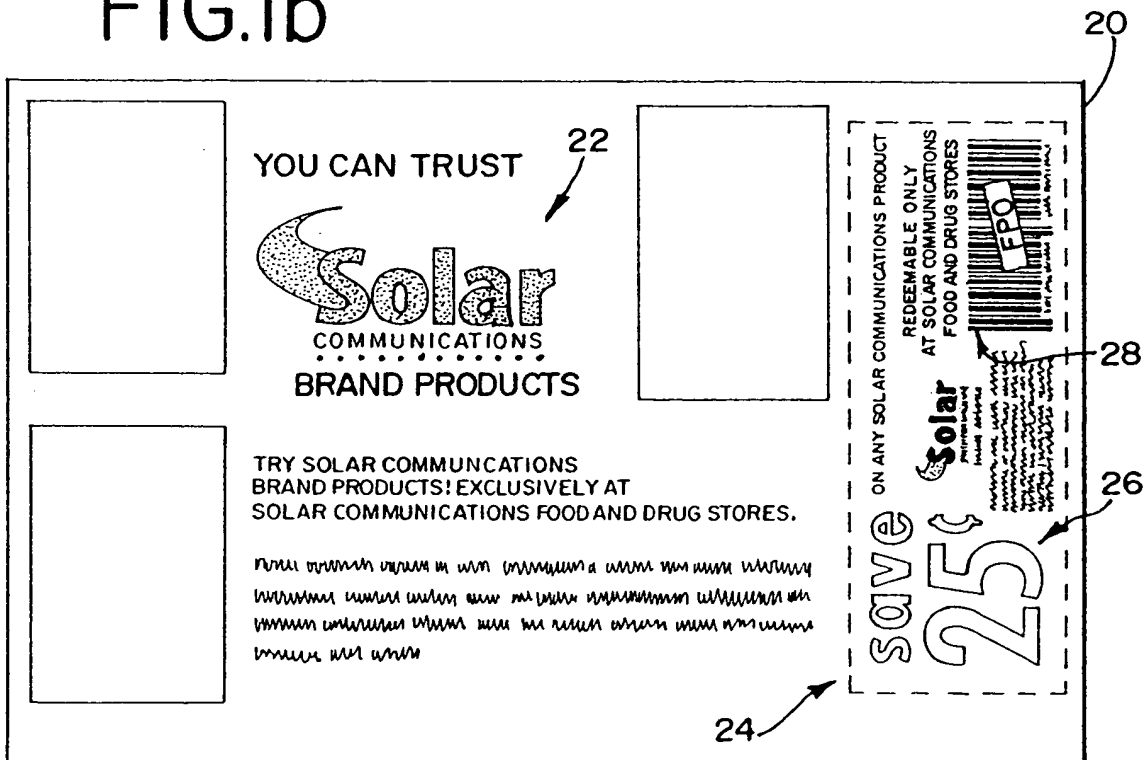 FIG.1b
20
YOU CAN TRUST
22
Solar
COMMUNICATIONS
BRAND PRODUCTS
TRY SOLAR COMMUNCATIONS
BRAND PRODUCTS! EXCLUSIVELY AT
SOLAR COMMUNICATIONS FOOD AND DRUG STORES.
save
25¢
ON ANY SOLAR COMMUNICATIONS PRODUCT
REDEEMABLE ONLY
AT SOLAR COMMUNICATIONS
FOOD AND DRUG STORES
Solar
FPO
28
26
24